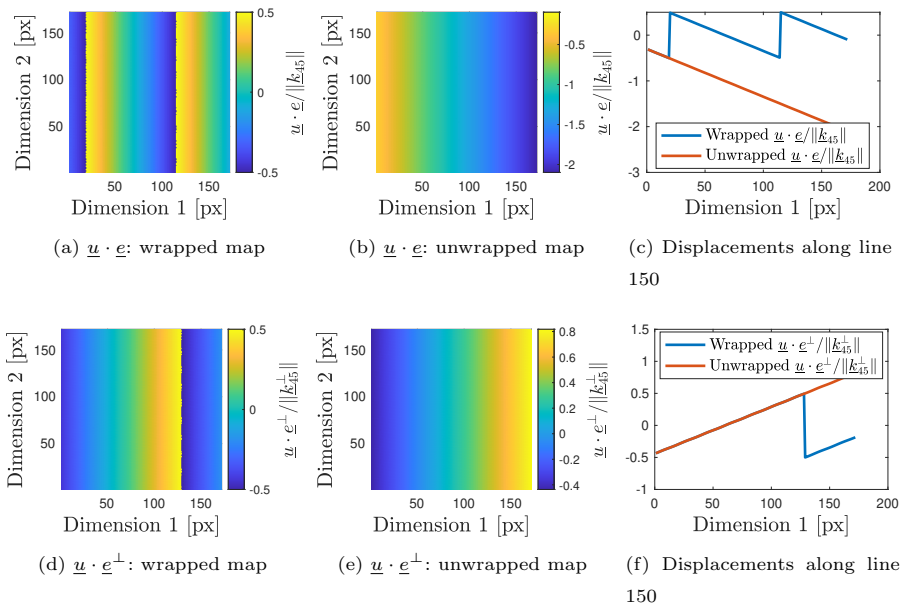 Dimension 2 [px]
150
100
50
50
100
150
Dimension 1 [px]
0.5
0
-0.5
u · e/‖k45‖
(a) u · e: wrapped map
Dimension 2 [px]
150
100
50
50
100
150
Dimension 1 [px]
-0.5
-1
-1.5
-2
u · e/‖k45‖
(b) u · e: unwrapped map
0
-1
-2
-3
0
50
100
150
200
Wrapped u · e/‖k45‖
Unwrapped u · e/‖k45‖
Dimension 1 [px]
(c) Displacements along line
150
Dimension 2 [px]
150
100
50
50
100
150
Dimension 1 [px]
0.5
0
-0.5
u · e⊥/‖k⊥45‖
(d) u · e⊥: wrapped map
Dimension 2 [px]
150
100
50
50
100
150
Dimension 1 [px]
0.8
0.6
0.4
0.2
0
-0.2
-0.4
u · e⊥/‖k⊥45‖
(e) u · e⊥: unwrapped map
1.5
1
0.5
0
-0.5
-1
0
50
100
150
200
Wrapped u · e⊥/‖k⊥45‖
Unwrapped u · e⊥/‖k⊥45‖
Dimension 1 [px]
(f) Displacements along line
150